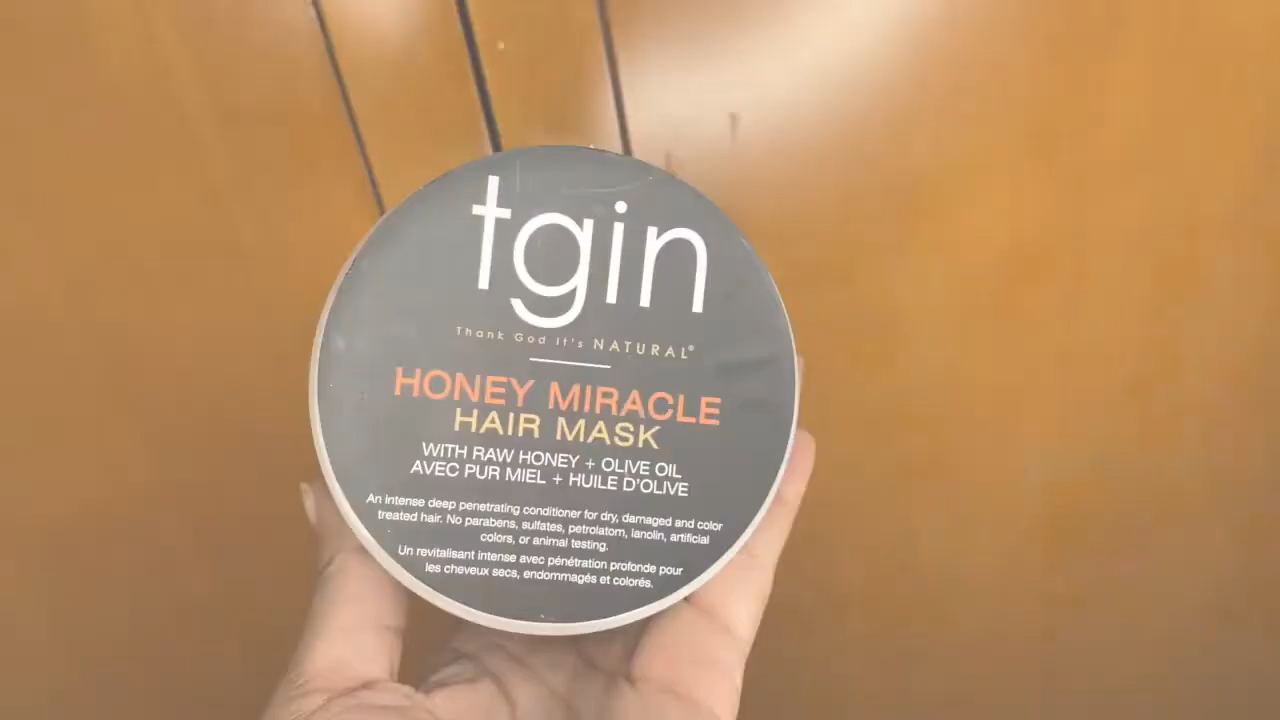 tgin
Thank God it's NATURAL®
HONEY MIRACLE
HAIR MASK
WITH RAW HONEY + OLIVE OIL
AVEC PUR MIEL + HUILE D'OLIVE
An intense deep penetrating conditioner for dry, damaged and color
treated hair. No parabens, sulfates, petrolatom, lanolin, artificial
colors, or animal testing.
Un revitalisant intense avec pénétration profonde pour
les cheveux secs, endommagés et colorés.